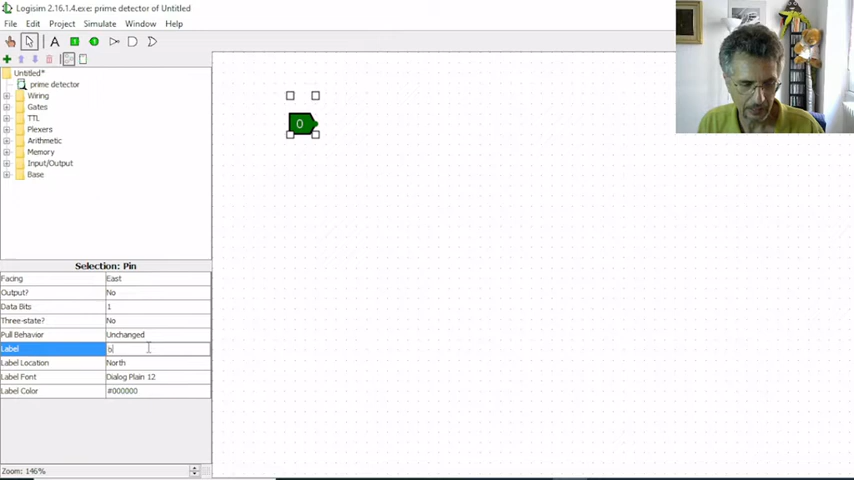 Logisim 2.16.1.4.exe: prime detector of Untitled
File Edit Project Simulate Window Help
A
Untitled*
prime detector
Wiring
Gates
TTL
Plexers
Arithmetic
Memory
Input/Output
Base
0
Selection: Pin
Facing East
Output? No
Data Bits 1
Three-state? No
Pull Behavior Unchanged
Label b
Label Location North
Label Font Dialog Plain 12
Label Color #000000
Zoom: 146%